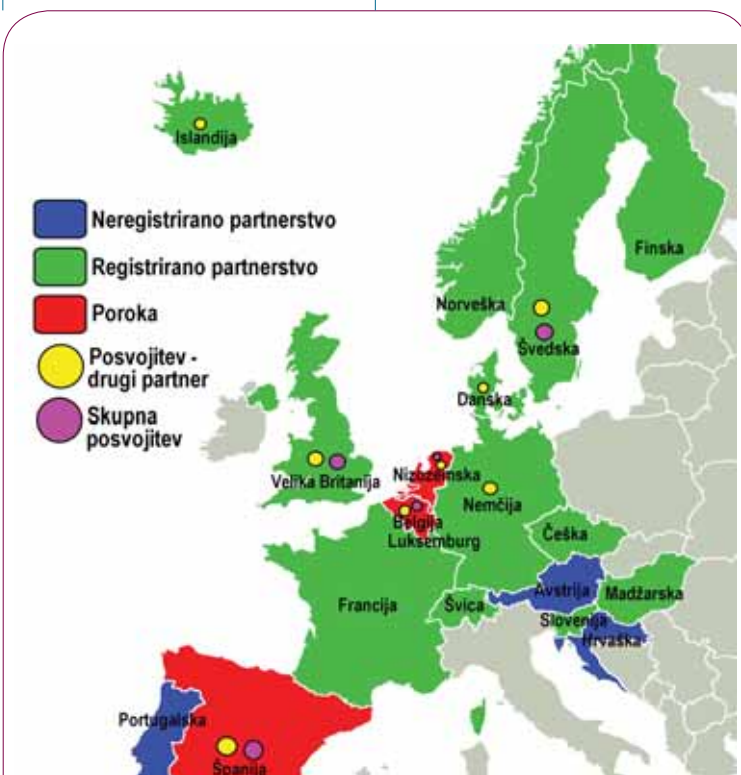 Islandija
Neregistrirano partnerstvo
Registrirano partnerstvo
Poroka
Posvojitev -
drugi partner
Skupna
posvojitev
Finska
Norveška
Švedska
Danska
Velika Britanija
Nizozemska
Nemčija
Belgija
Luksemburg
Češka
Francija
Švica
Avstrija
Madžarska
Slovenija
Hrvaška
Portugalska
Španija